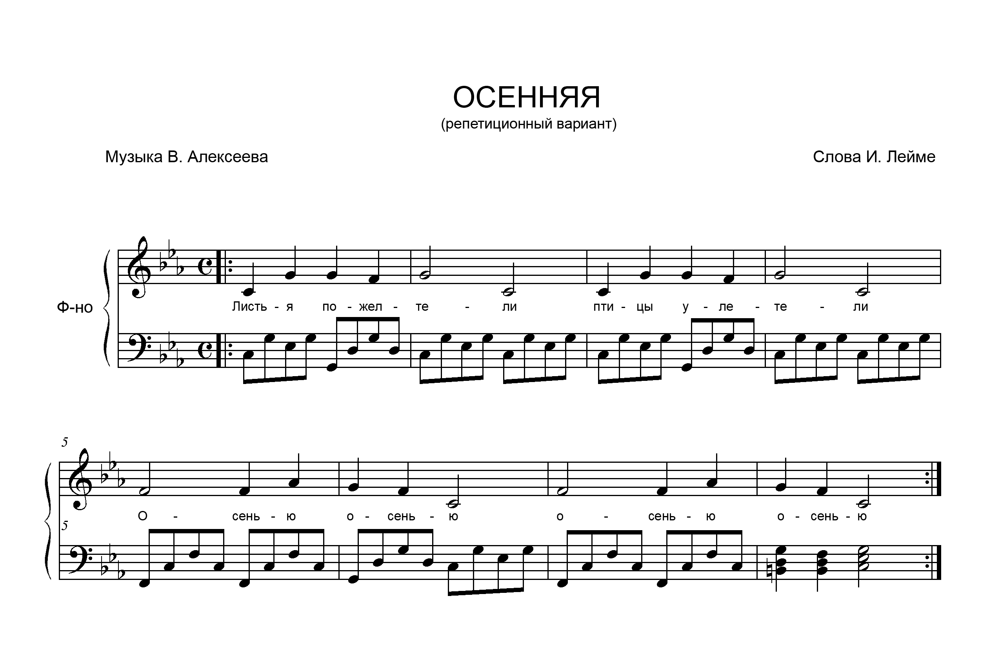 ОСЕННЯЯ
(репетиционный вариант)
Музыка В. Алексеева Слова И. Лейме
Ф-но
Листь - я по - жел - те - ли пти - цы у - ле - те - ли
5
О - сень - ю о - сень - ю о - сень - ю о - сень - ю
5